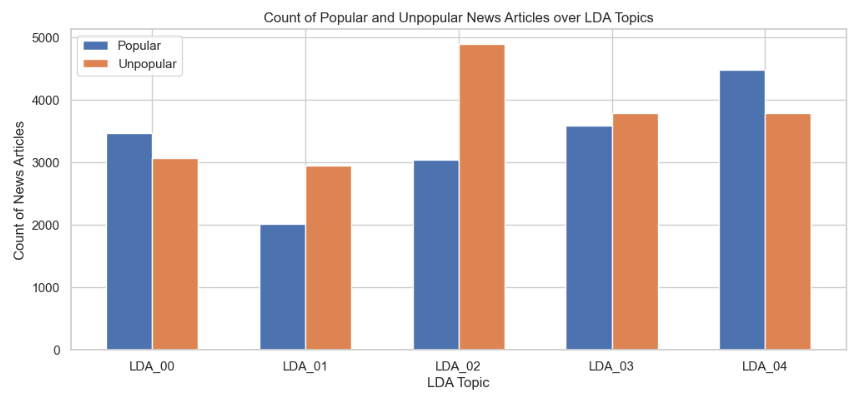 Count of Popular and Unpopular News Articles over LDA Topics
Popular
Unpopular
5000
4000
3000
2000
1000
0
Count of News Articles
LDA_00 LDA_01 LDA_02 LDA_03 LDA_04
LDA Topic